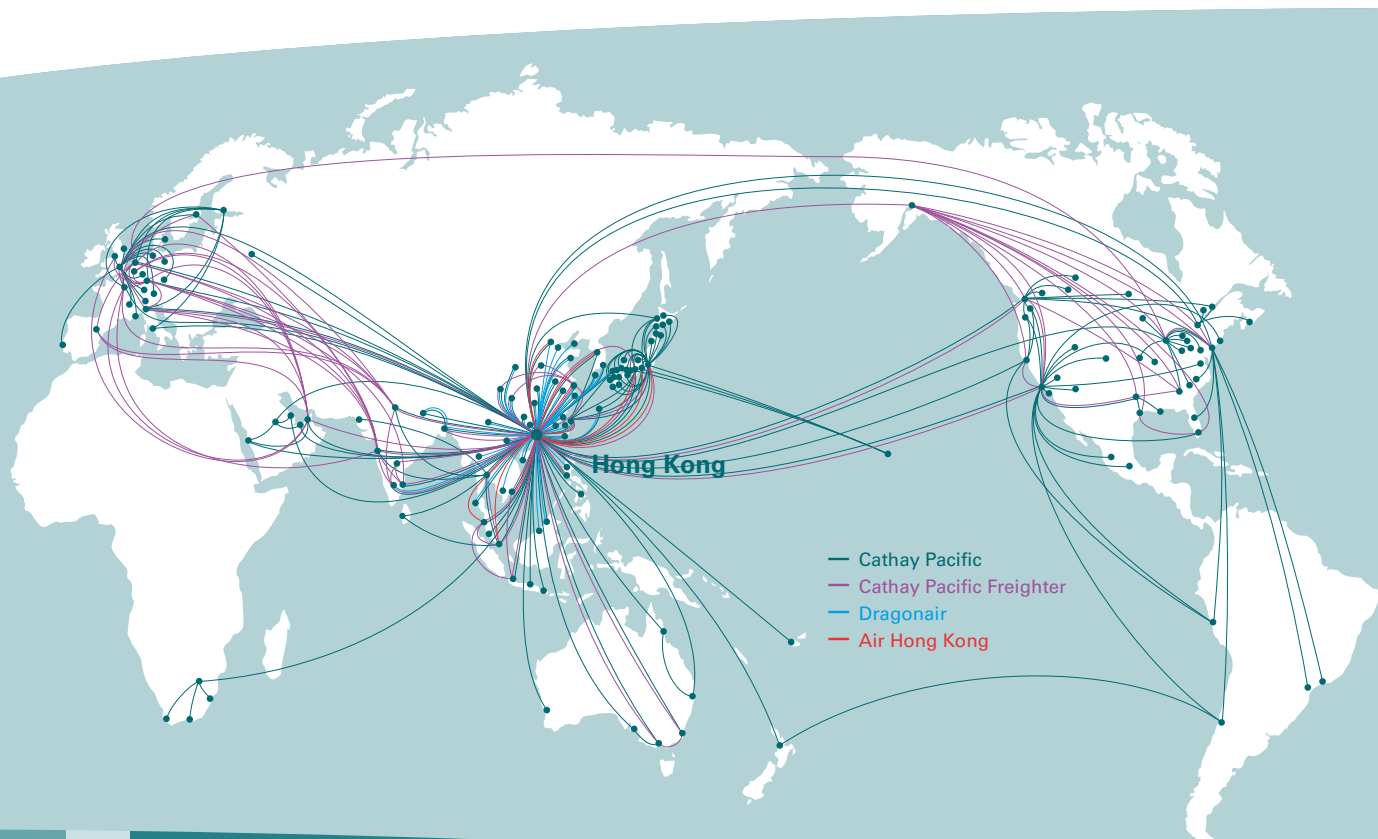 Hong Kong
Cathay Pacific
Cathay Pacific Freighter
Dragonair
Air Hong Kong